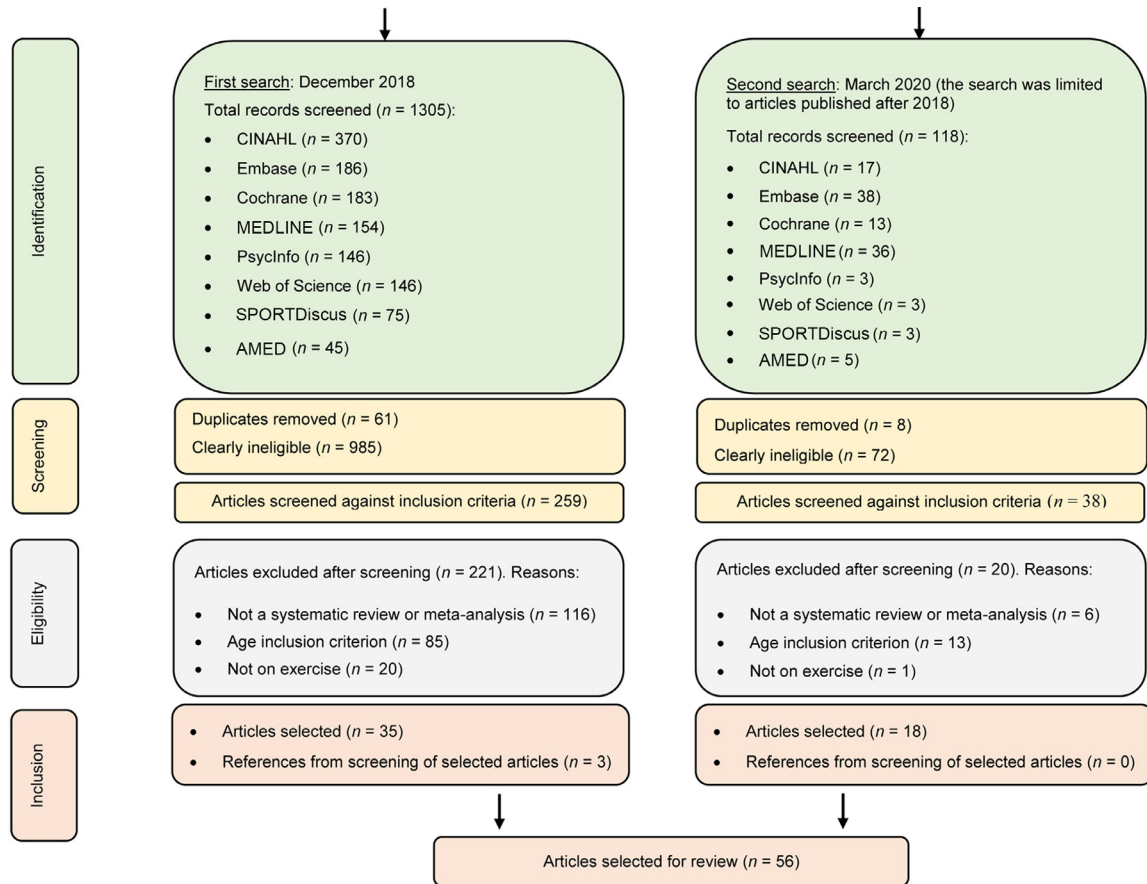 Identification
First search: December 2018
Total records screened (n = 1305):
• CINAHL (n = 370)
• Embase (n = 186)
• Cochrane (n = 183)
• MEDLINE (n = 154)
• PsycInfo (n = 146)
• Web of Science (n = 146)
• SPORTDiscus (n = 75)
• AMED (n = 45)
Second search: March 2020 (the search was limited
to articles published after 2018)
Total records screened (n = 118):
• CINAHL (n = 17)
• Embase (n = 38)
• Cochrane (n = 13)
• MEDLINE (n = 36)
• PsycInfo (n = 3)
• Web of Science (n = 3)
• SPORTDiscus (n = 3)
• AMED (n = 5)
Screening
Duplicates removed (n = 61)
Clearly ineligible (n = 985)
Duplicates removed (n = 8)
Clearly ineligible (n = 72)
Articles screened against inclusion criteria (n = 259)
Articles screened against inclusion criteria (n = 38)
Eligibility
Articles excluded after screening (n = 221). Reasons:
• Not a systematic review or meta-analysis (n = 116)
• Age inclusion criterion (n = 85)
• Not on exercise (n = 20)
Articles excluded after screening (n = 20). Reasons:
• Not a systematic review or meta-analysis (n = 6)
• Age inclusion criterion (n = 13)
• Not on exercise (n = 1)
Inclusion
• Articles selected (n = 35)
• References from screening of selected articles (n = 3)
• Articles selected (n = 18)
• References from screening of selected articles (n = 0)
Articles selected for review (n = 56)